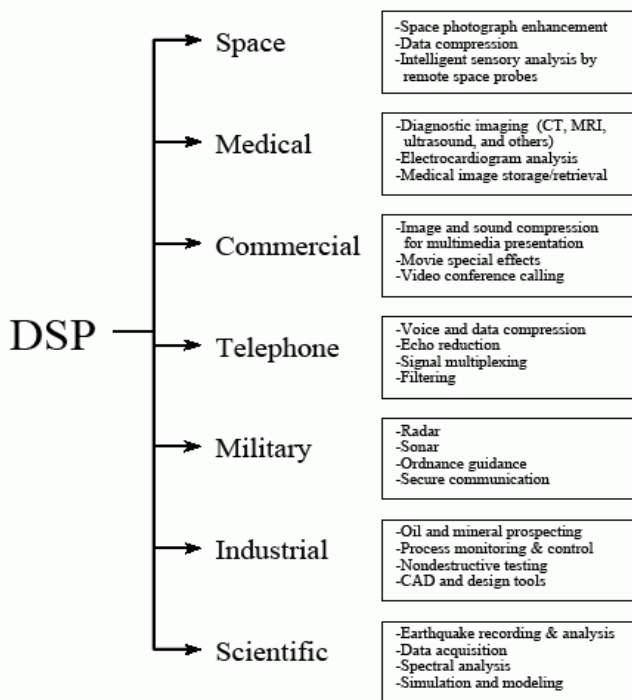 DSP
Space
-Space photograph enhancement
-Data compression
-Intelligent sensory analysis by
remote space probes
Medical
-Diagnostic imaging (CT, MRI,
ultrasound, and others)
-Electrocardiogram analysis
-Medical image storage/retrieval
Commercial
-Image and sound compression
for multimedia presentation
-Movie special effects
-Video conference calling
Telephone
-Voice and data compression
-Echo reduction
-Signal multiplexing
-Filtering
Military
-Radar
-Sonar
-Ordnance guidance
-Secure communication
Industrial
-Oil and mineral prospecting
-Process monitoring & control
-Nondestructive testing
-CAD and design tools
Scientific
-Earthquake recording & analysis
-Data acquisition
-Spectral analysis
-Simulation and modeling